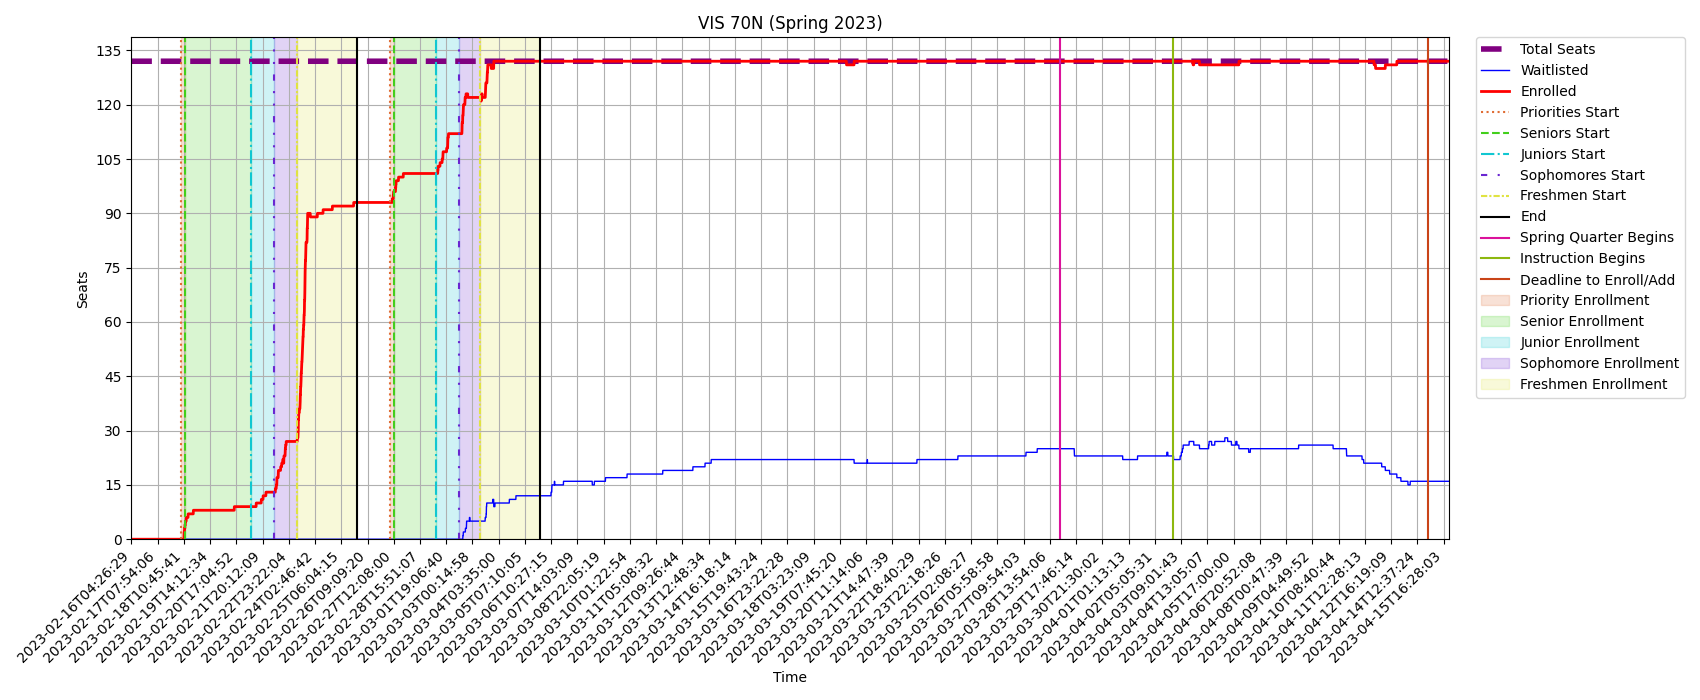 VIS 70N (Spring 2023)
135
120
105
90
75
60
45
30
15
0
Seats
2023-02-16T04:26:29
2023-02-17T07:54:06
2023-02-18T10:45:41
2023-02-19T14:12:34
2023-02-20T17:04:52
2023-02-21T20:12:09
2023-02-22T23:22:04
2023-02-24T02:46:42
2023-02-25T06:04:15
2023-02-26T09:09:20
2023-02-27T12:08:00
2023-02-28T15:51:07
2023-03-01T19:06:40
2023-03-03T00:14:58
2023-03-04T03:35:00
2023-03-05T07:10:05
2023-03-06T10:27:15
2023-03-07T14:03:09
2023-03-08T22:05:19
2023-03-10T01:22:54
2023-03-11T05:08:32
2023-03-12T09:26:44
2023-03-13T12:48:34
2023-03-14T16:18:14
2023-03-15T19:43:24
2023-03-16T23:22:28
2023-03-18T03:23:09
2023-03-19T07:45:20
2023-03-20T11:14:06
2023-03-21T14:47:39
2023-03-22T18:40:29
2023-03-23T22:18:26
2023-03-25T02:08:27
2023-03-26T05:58:58
2023-03-27T09:54:03
2023-03-28T13:54:06
2023-03-29T17:46:14
2023-03-30T21:30:02
2023-04-01T01:13:13
2023-04-02T05:05:31
2023-04-03T09:01:43
2023-04-04T13:05:07
2023-04-05T17:00:00
2023-04-06T20:52:08
2023-04-08T00:47:39
2023-04-09T04:49:52
2023-04-10T08:40:44
2023-04-11T12:28:13
2023-04-12T16:19:09
2023-04-14T12:37:24
2023-04-15T16:28:03
Time
Total Seats
Waitlisted
Enrolled
Priorities Start
Seniors Start
Juniors Start
Sophomores Start
Freshmen Start
End
Spring Quarter Begins
Instruction Begins
Deadline to Enroll/Add
Priority Enrollment
Senior Enrollment
Junior Enrollment
Sophomore Enrollment
Freshmen Enrollment